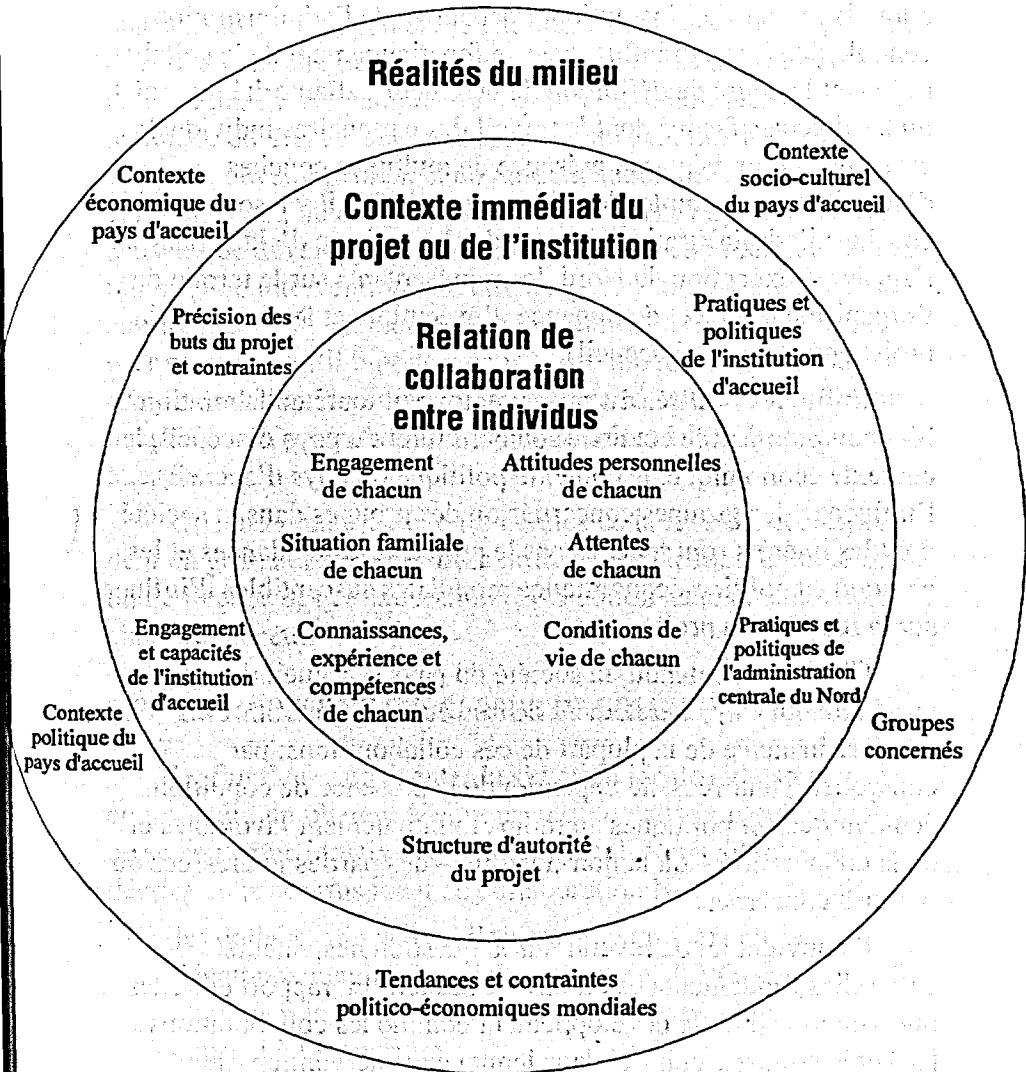 Réalités du milieu
Contexte
économique du
pays d'accueil
Contexte
socio-culturel
du pays d'accueil
Contexte immédiat du
projet ou de l'institution
Précision des
buts du projet
et contraintes
Pratiques et
politiques
de l'institution
d'accueil
Relation de
collaboration
entre individus
Engagement
de chacun
Attitudes personnelles
de chacun
Situation familiale
de chacun
Attentes
de chacun
Connaissances,
expérience et
compétences
de chacun
Conditions de
vie de chacun
Engagement
et capacités
de l'institution
d'accueil
Pratiques et
politiques de
l'administration
centrale du Nord
Contexte
politique du
pays d'accueil
Groupes
concernés
Structure d'autorité
du projet
Tendances et contraintes
politico-économiques mondiales